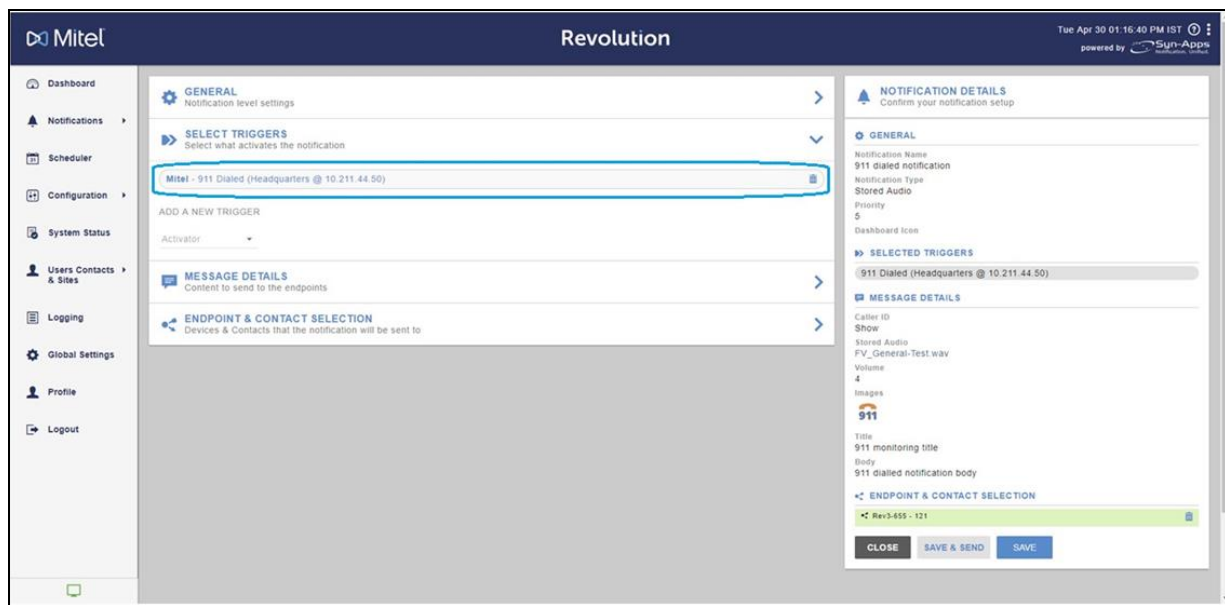 Mitel
Revolution
Tue Apr 30 01:16:40 PM IST
powered by Syn-Apps
Notification. Unified.
Dashboard
Notifications
Scheduler
Configuration
System Status
Users Contacts
& Sites
Logging
Global Settings
Profile
Logout
GENERAL
Notification level settings
SELECT TRIGGERS
Select what activates the notification
Mitel - 911 Dialed (Headquarters @ 10.211.44.50)
ADD A NEW TRIGGER
Activator
MESSAGE DETAILS
Content to send to the endpoints
ENDPOINT & CONTACT SELECTION
Devices & Contacts that the notification will be sent to
NOTIFICATION DETAILS
Confirm your notification setup
GENERAL
Notification Name
911 dialed notification
Notification Type
Stored Audio
Priority
5
Dashboard Icon
SELECTED TRIGGERS
911 Dialed (Headquarters @ 10.211.44.50)
MESSAGE DETAILS
Caller ID
Show
Stored Audio
FV_General-Test.wav
Volume
4
Images
911
Title
911 monitoring title
Body
911 dialled notification body
ENDPOINT & CONTACT SELECTION
Rev3-655 - 121
CLOSE
SAVE & SEND
SAVE